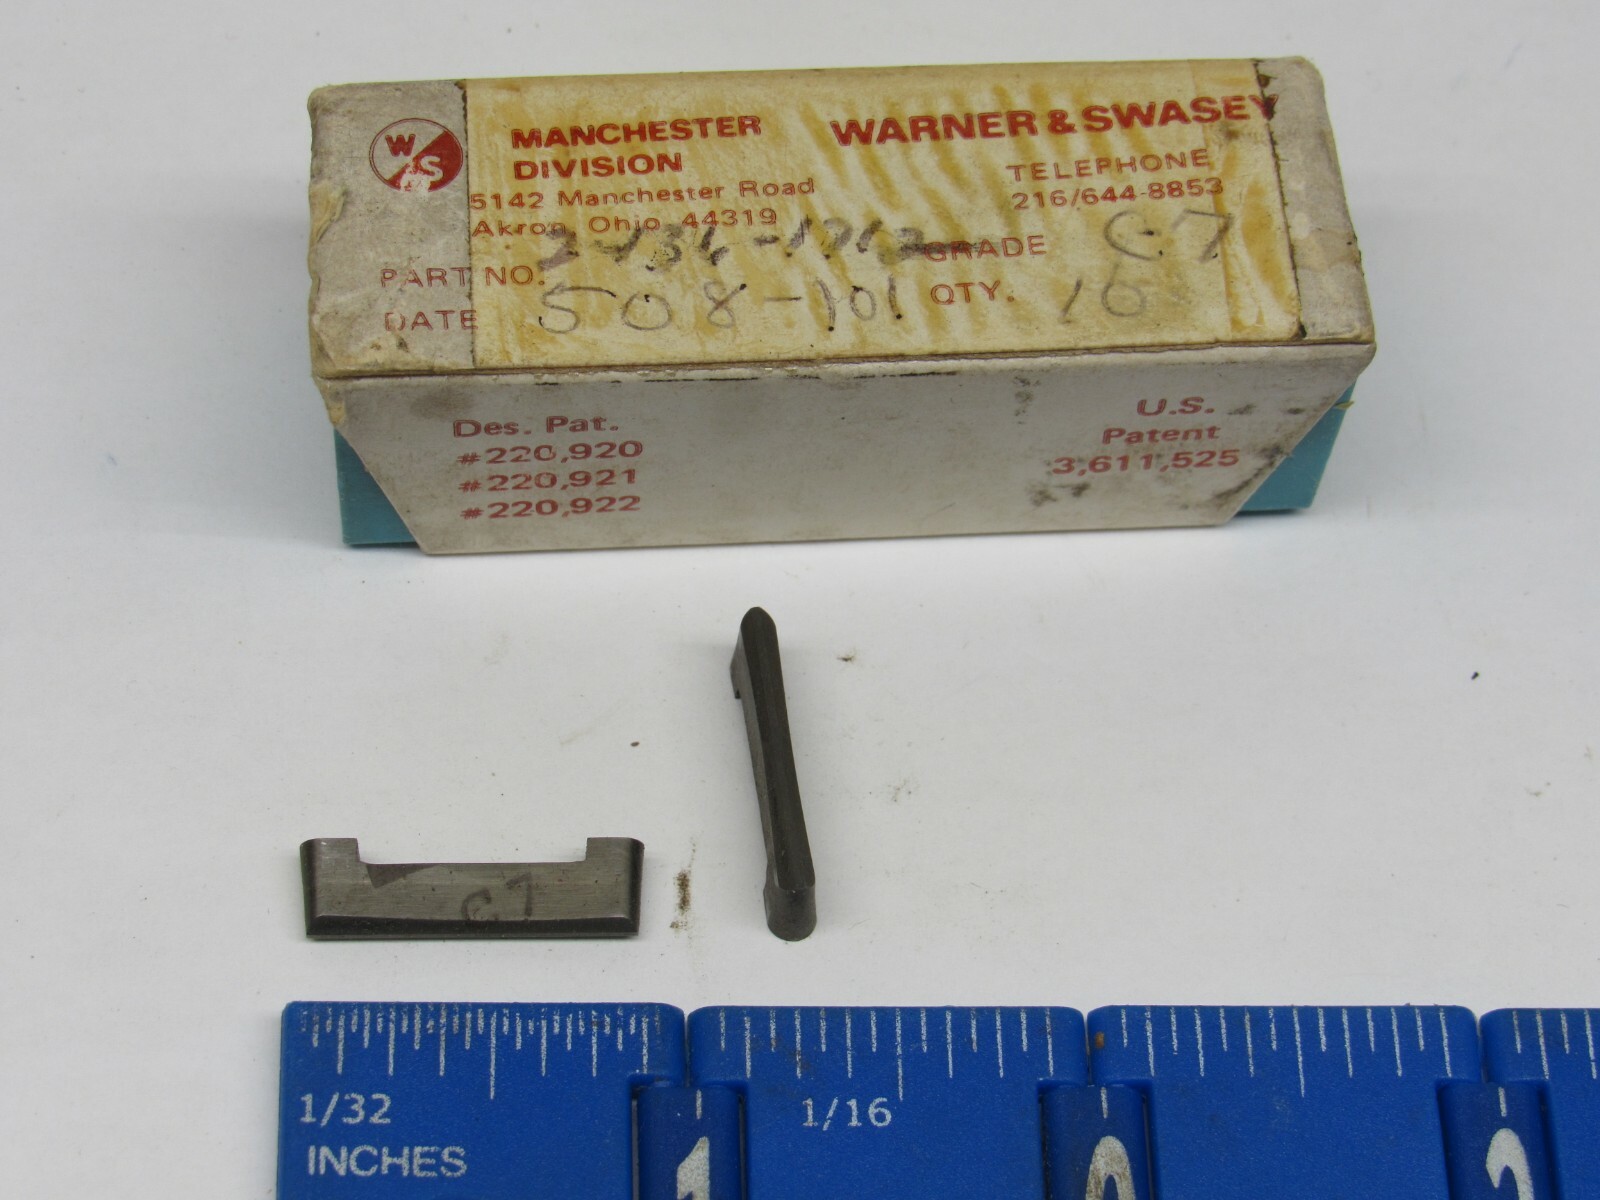 W
S
MANCHESTER
DIVISION
5142 Manchester Road
Akron, Ohio 44319
WARNER & SWASEY
TELEPHONE
216/644-8853
PART NO.
GRADE C-7
DATE 508-101 QTY. 10
Des. Pat.
#220,920
#220,921
#220,922
U.S.
Patent
3,611,525
C7
1/32
INCHES
1/16
1
2